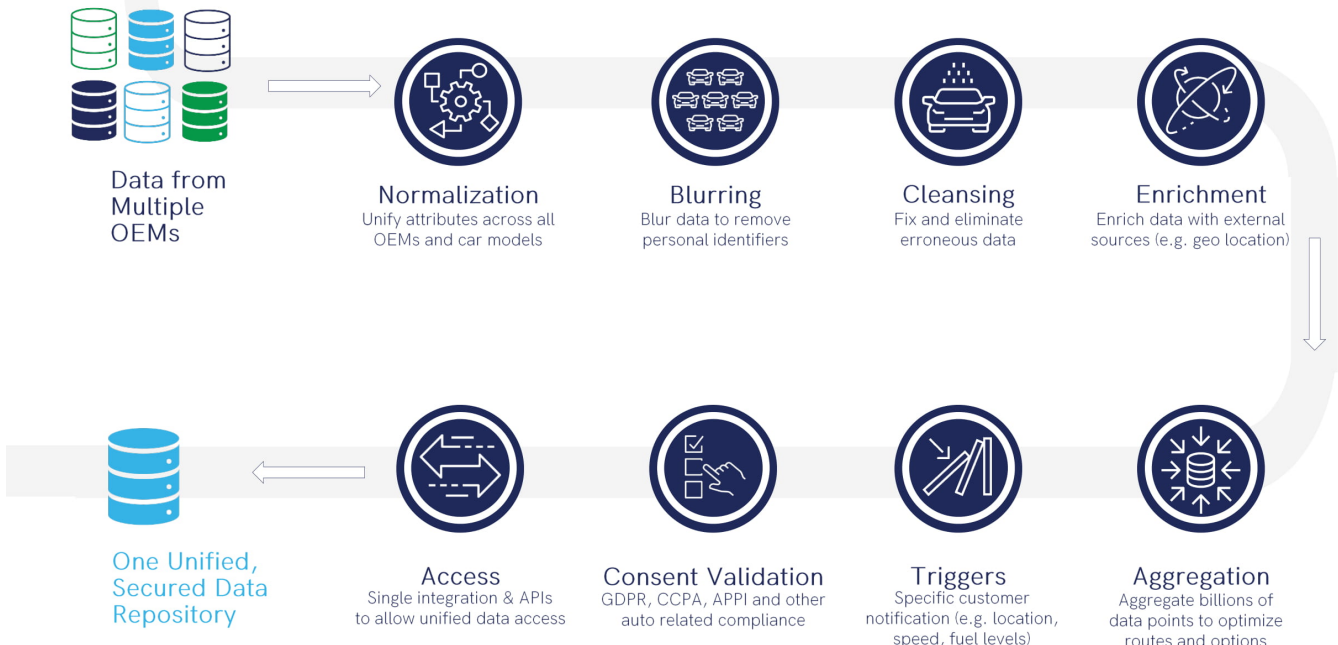 Data from
Multiple
OEMs
Normalization
Unify attributes across all
OEMs and car models
Blurring
Blur data to remove
personal identifiers
Cleansing
Fix and eliminate
erroneous data
Enrichment
Enrich data with external
sources (e.g. geo location)
One Unified,
Secured Data
Repository
Access
Single integration & APIs
to allow unified data access
Consent Validation
GDPR, CCPA, APPI and other
auto related compliance
Triggers
Specific customer
notification (e.g. location,
speed, fuel levels)
Aggregation
Aggregate billions of
data points to optimize
routes and options